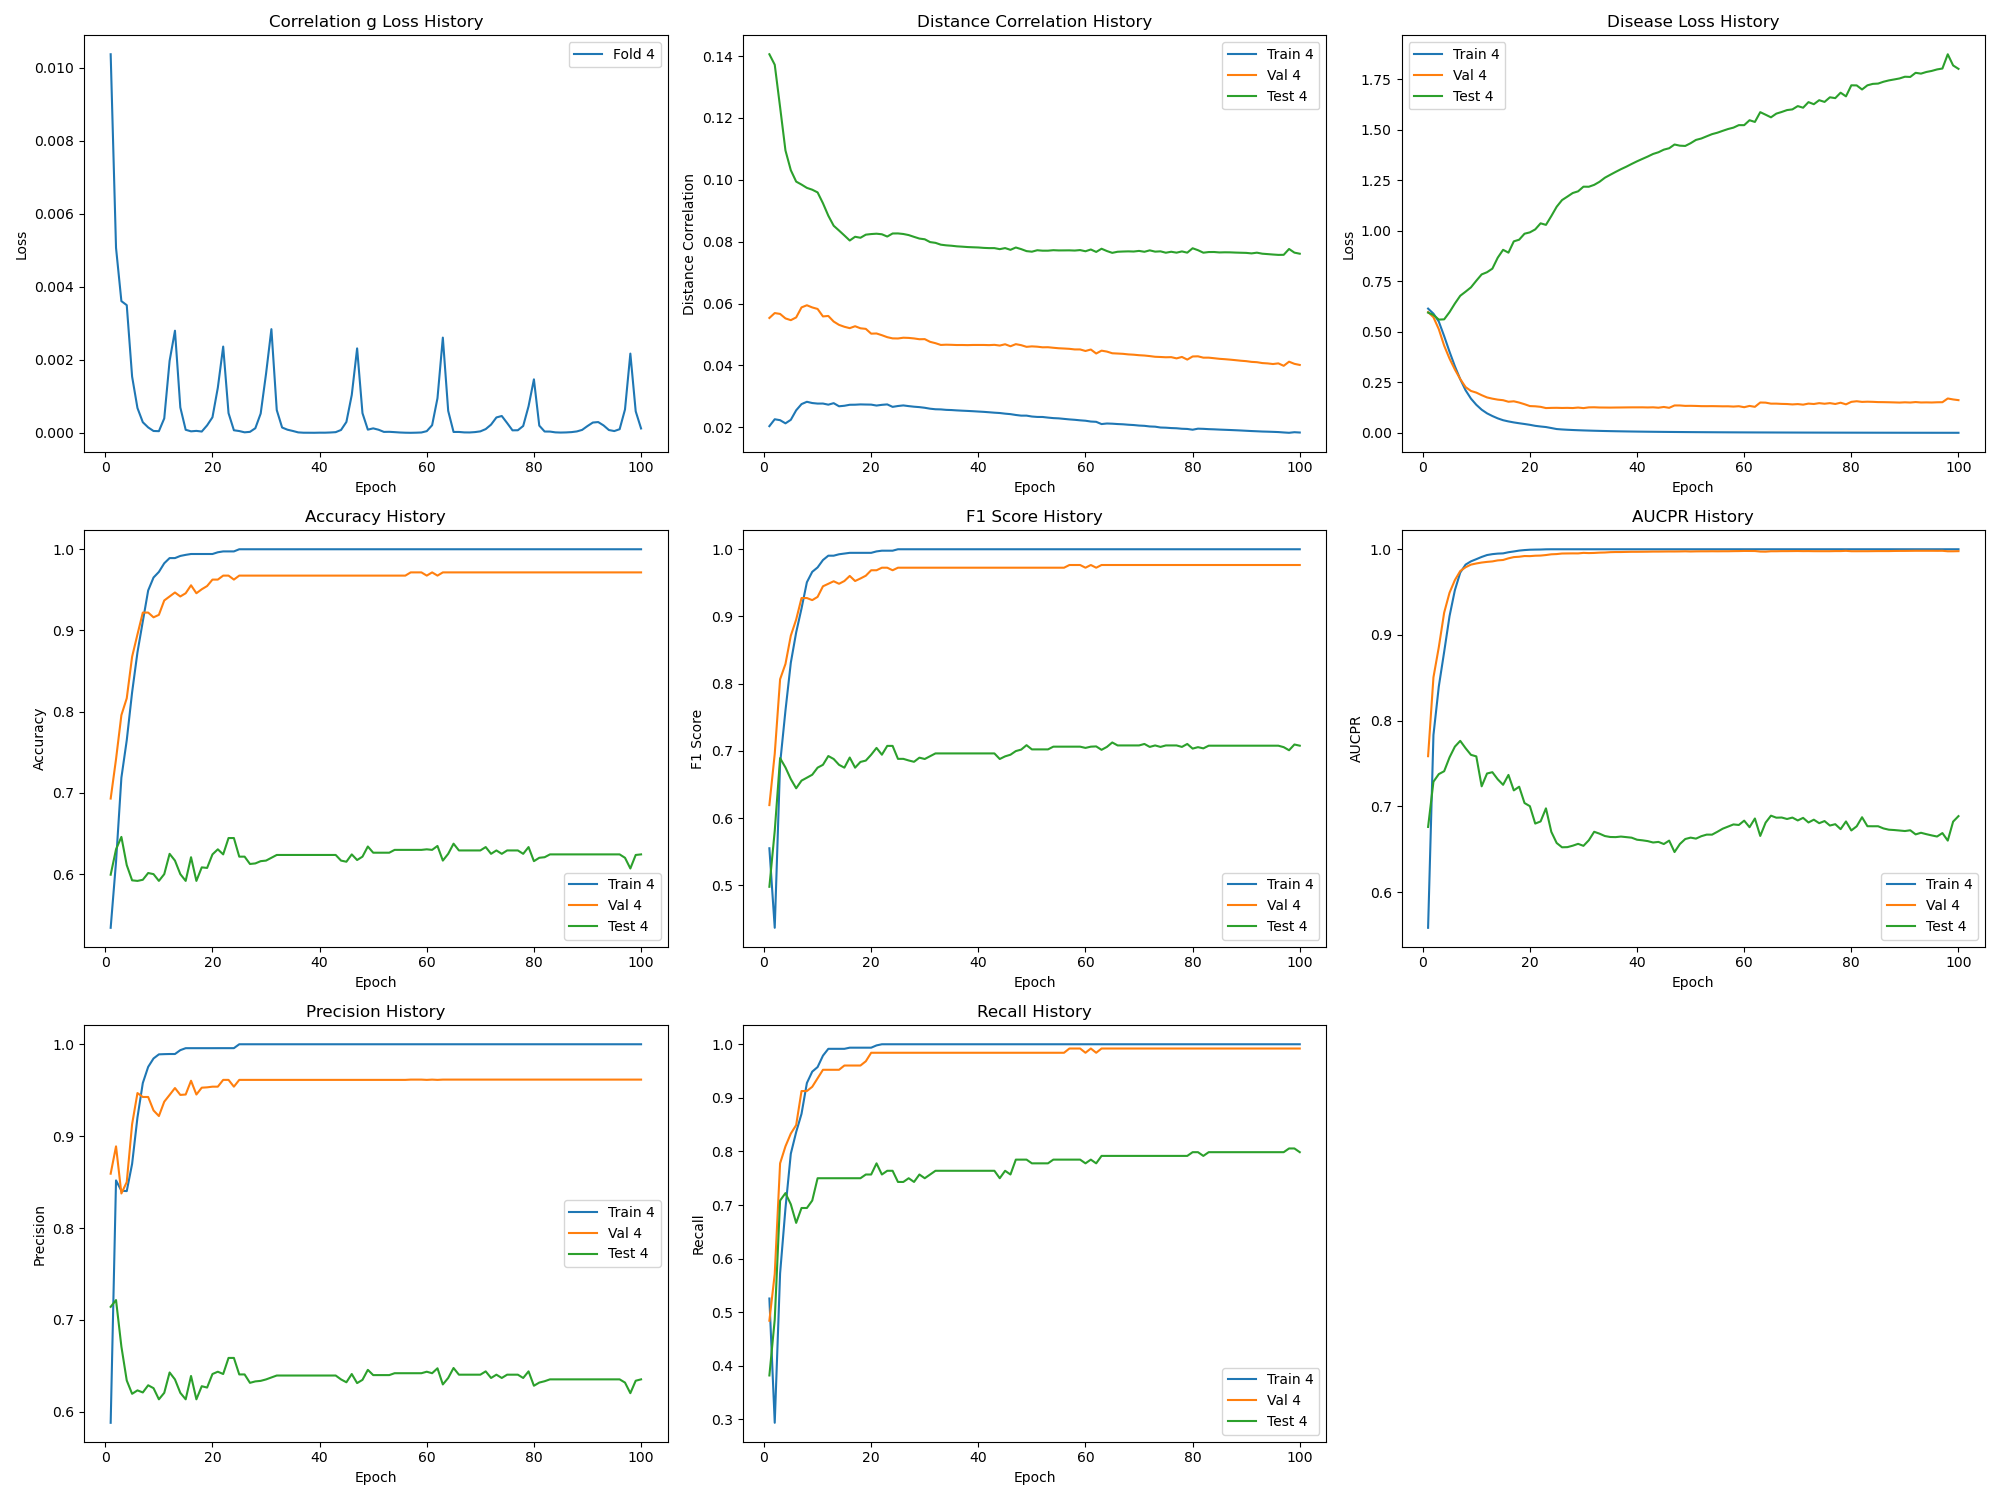 Correlation g Loss History
Loss
0.010
0.008
0.006
0.004
0.002
0.000
0 20 40 60 80 100
Epoch
Fold 4
Distance Correlation History
Distance Correlation
0.14
0.12
0.10
0.08
0.06
0.04
0.02
0 20 40 60 80 100
Epoch
Train 4
Val 4
Test 4
Disease Loss History
Loss
1.75
1.50
1.25
1.00
0.75
0.50
0.25
0.00
0 20 40 60 80 100
Epoch
Train 4
Val 4
Test 4
Accuracy History
Accuracy
1.0
0.9
0.8
0.7
0.6
0 20 40 60 80 100
Epoch
Train 4
Val 4
Test 4
F1 Score History
F1 Score
1.0
0.9
0.8
0.7
0.6
0.5
0 20 40 60 80 100
Epoch
Train 4
Val 4
Test 4
AUCPR History
AUCPR
1.0
0.9
0.8
0.7
0.6
0 20 40 60 80 100
Epoch
Train 4
Val 4
Test 4
Precision History
Precision
1.0
0.9
0.8
0.7
0.6
0 20 40 60 80 100
Epoch
Train 4
Val 4
Test 4
Recall History
Recall
1.0
0.9
0.8
0.7
0.6
0.5
0.4
0.3
0 20 40 60 80 100
Epoch
Train 4
Val 4
Test 4